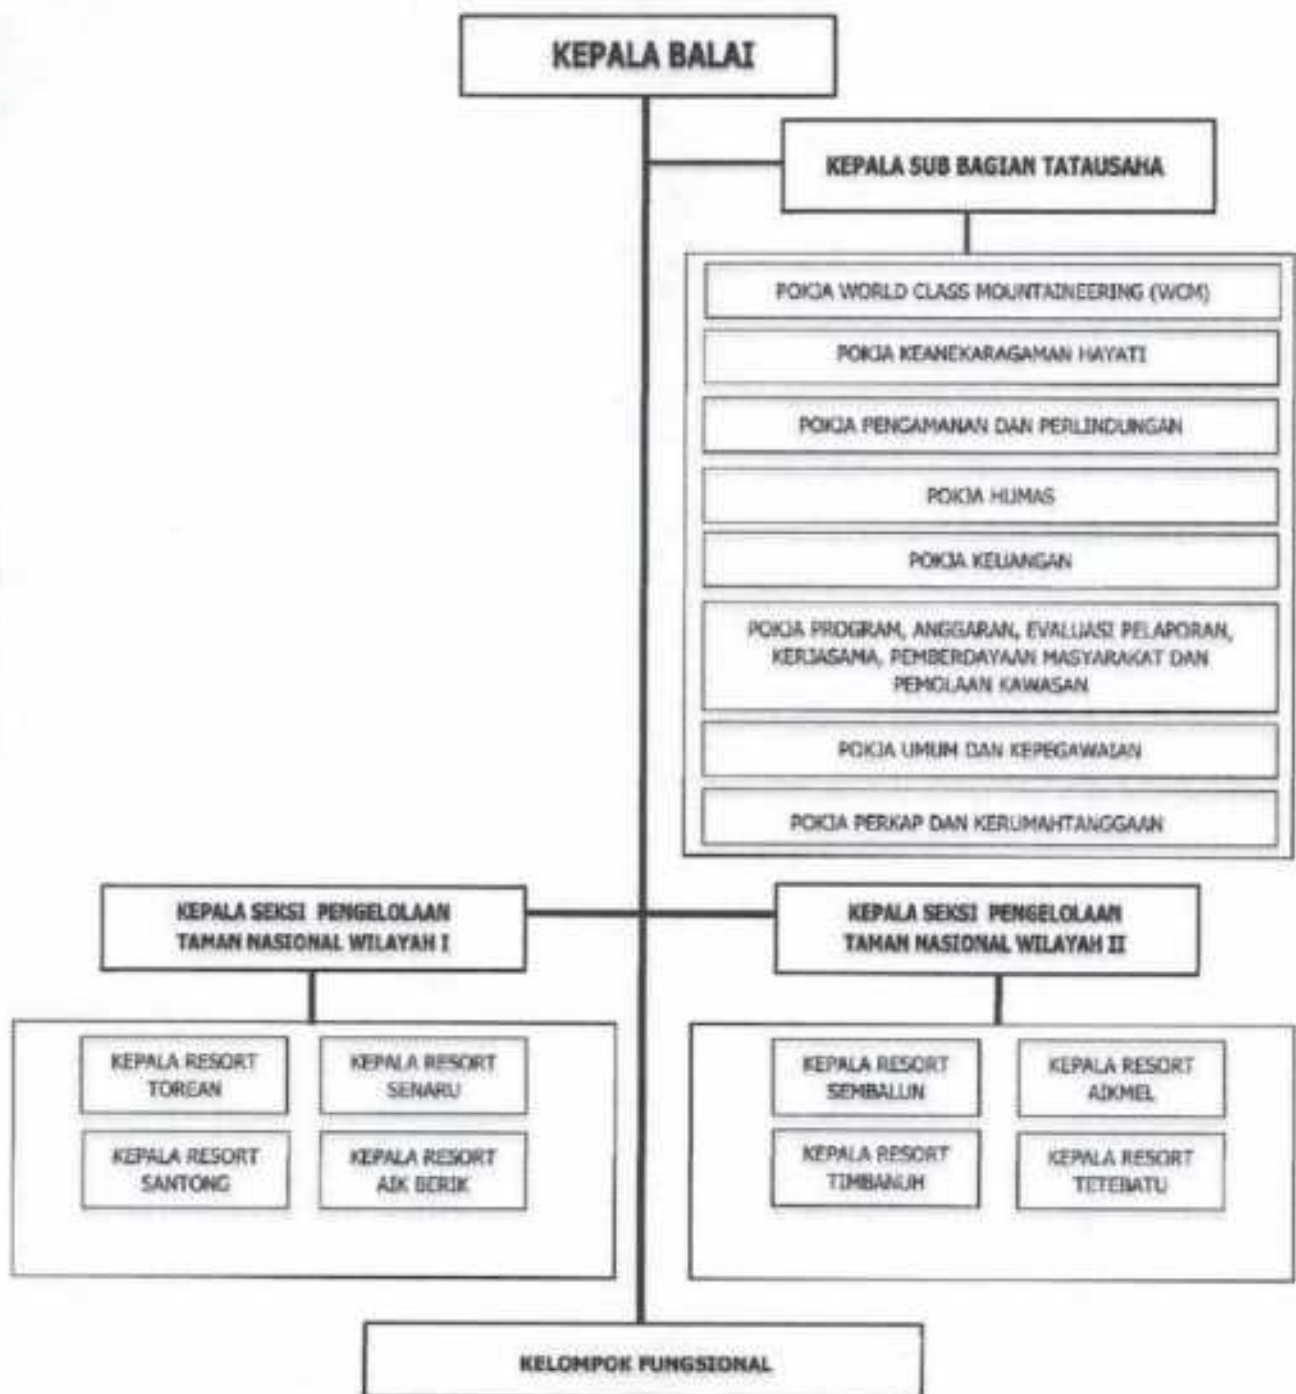 KEPALA BALAI
KEPALA SUB BAGIAN TATAUSAHA
POKJA WORLD CLASS MOUNTAINEERING (WCM)
POKJA KEANEKARAGAMAN HAYATI
POKJA PENGAMANAN DAN PERLINDUNGAN
POKJA HUMAS
POKJA KEUANGAN
POKJA PROGRAM, ANGGARAN, EVALUASI PELAPORAN,
KERJASAMA, PEMBERDAYAAN MASYARAKAT DAN
PEMOLAAN KAWASAN
POKJA UMUM DAN KEPEGAWAIAN
POKJA PERKAP DAN KERUMAHTANGGAAN
KEPALA SEKSI PENGELOLAAN
TAMAN NASIONAL WILAYAH I
KEPALA SEKSI PENGELOLAAN
TAMAN NASIONAL WILAYAH II
KEPALA RESORT
TOREAN
KEPALA RESORT
SENARU
KEPALA RESORT
SANTONG
KEPALA RESORT
AIK BERIK
KEPALA RESORT
SEMBALUN
KEPALA RESORT
AIKMEL
KEPALA RESORT
TIMBANUH
KEPALA RESORT
TETEBATU
KELOMPOK FUNGSIONAL